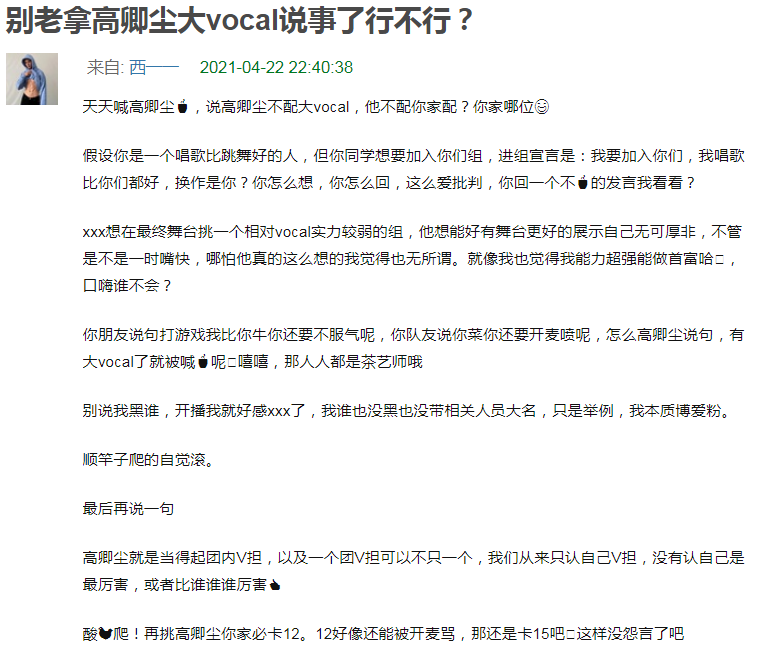 别老拿高卿尘大vocal说事了行不行？
来自: 西—— 2021-04-22 22:40:38
天天喊高卿尘🍵，说高卿尘不配大vocal，他不配你家配？你家哪位😅
假设你是一个唱歌比跳舞好的人，但你同学想要加入你们组，进组宣言是：我要加入你们，我唱歌
比你们都好，换作是你？你怎么想，你怎么回，这么爱批判，你回一个不🍵的发言我看看？
xxx想在最终舞台挑一个相对vocal实力较弱的组，他想能好有舞台更好的展示自己无可厚非，不管
是不是一时嘴快，哪怕他真的这么想的我觉得也无所谓。就像我也觉得我能力超强能做首富哈□，
口嗨谁不会？
你朋友说句打游戏我比你牛你还要不服气呢，你队友说你菜你还要开麦喷呢，怎么高卿尘说句，有
大vocal了就被喊🍵呢□嘻嘻，那人人都是茶艺师哦
别说我黑谁，开播我就好感xxx了，我谁也没黑也没带相关人员大名，只是举例，我本质博爱粉。
顺竿子爬的自觉滚。
最后再说一句
高卿尘就是当得起团内V担，以及一个团V担可以不只一个，我们从来只认自己V担，没有认自己是
最厉害，或者比谁谁谁厉害👆
酸🐔爬！再挑高卿尘你家必卡12。12好像还能被开麦骂，那还是卡15吧□这样没怨言了吧